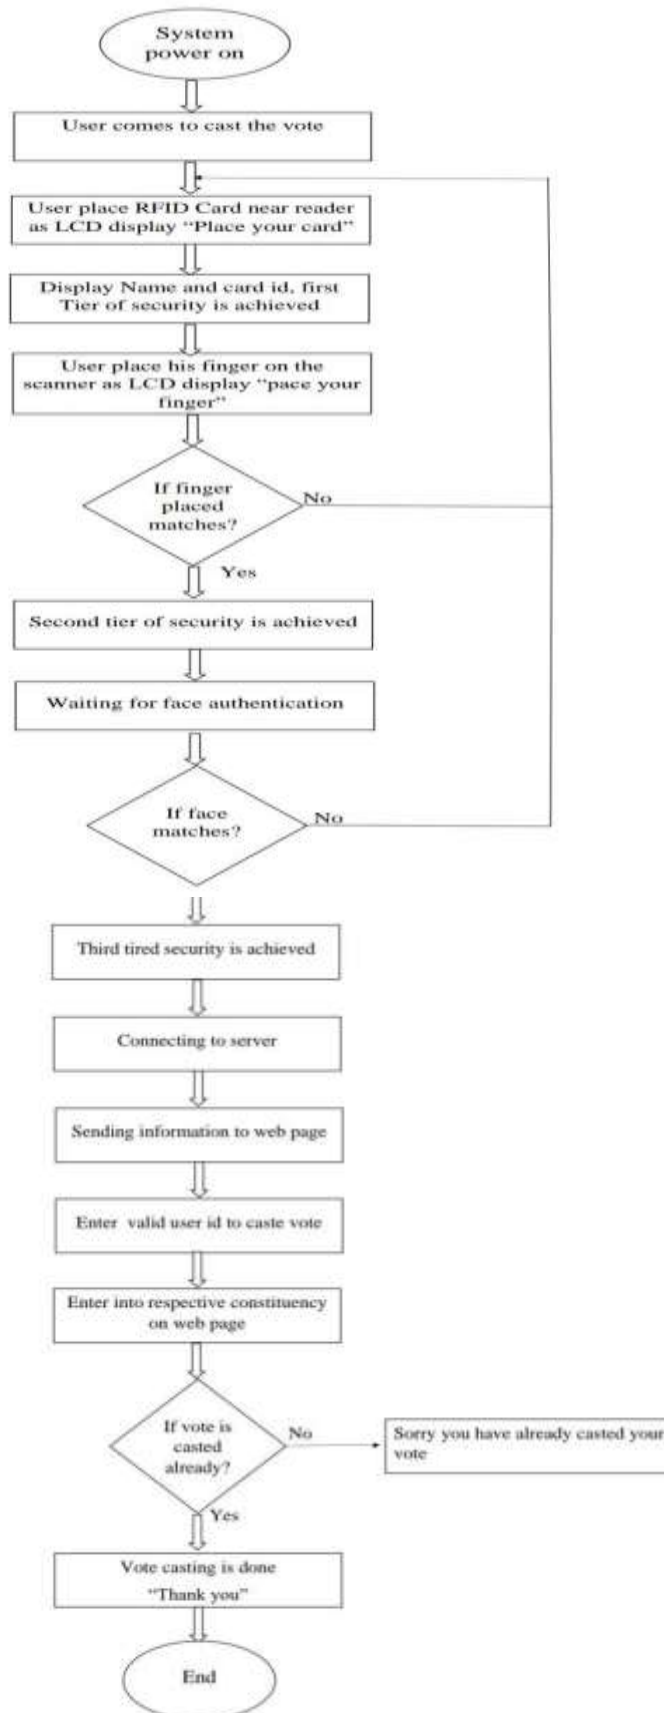 System
power on
User comes to cast the vote
User place RFID Card near reader
as LCD display “Place your card”
Display Name and card id, first
Tier of security is achieved
User place his finger on the
scanner as LCD display “pace your
finger”
If finger
placed
matches?
No
Yes
Second tier of security is achieved
Waiting for face authentication
If face
matches?
No
Third tired security is achieved
Connecting to server
Sending information to web page
Enter valid user id to caste vote
Enter into respective constituency
on web page
If vote is
casted
already?
No
Sorry you have already casted your
vote
Yes
Vote casting is done
“Thank you”
End